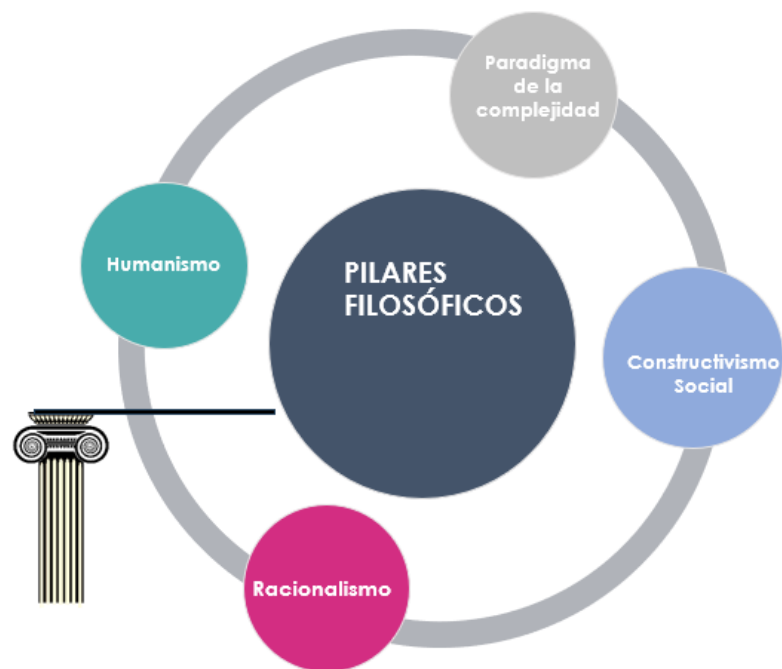 Paradigma
de la
complejidad
Humanismo
PILARES
FILOSÓFICOS
Constructivismo
Social
Racionalismo